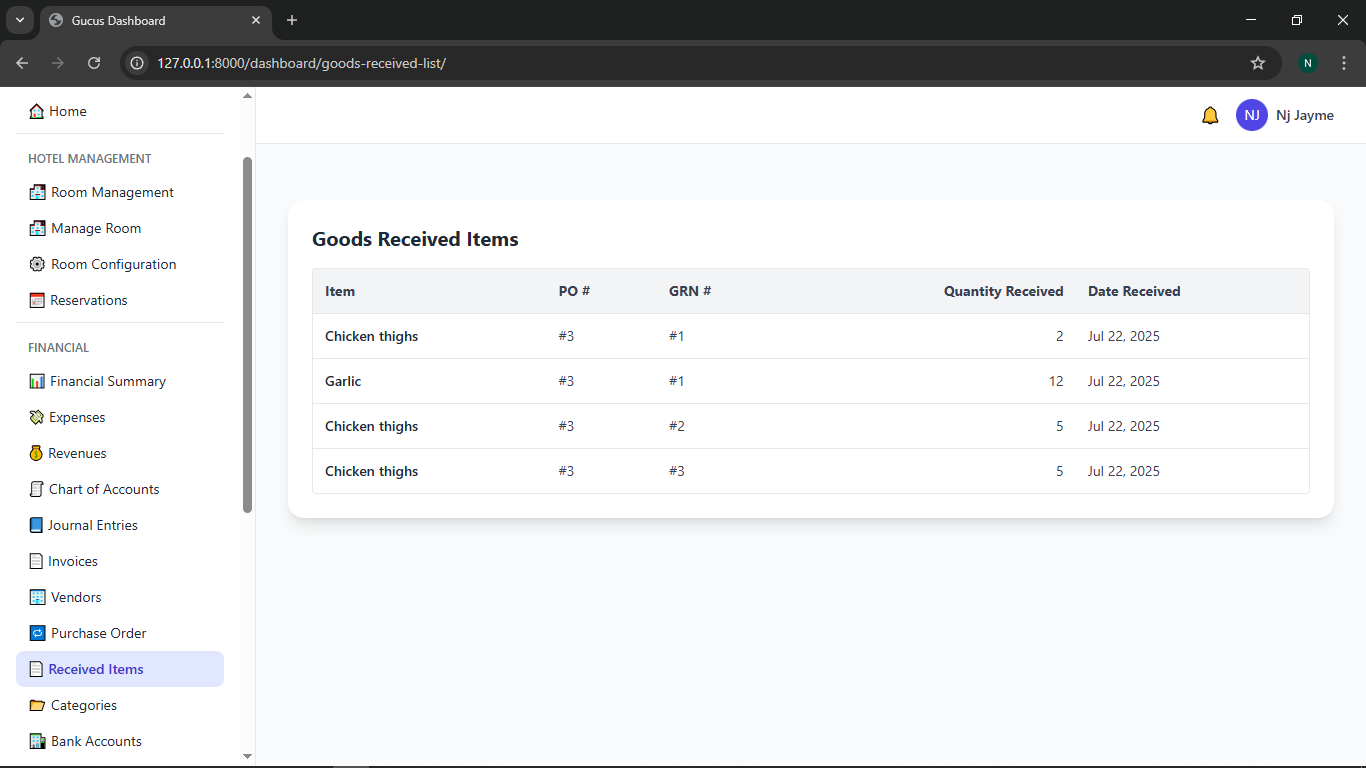 Gucus Dashboard
127.0.0.1:8000/dashboard/goods-received-list/
N
Home
HOTEL MANAGEMENT
Room Management
Manage Room
Room Configuration
Reservations
FINANCIAL
Financial Summary
Expenses
Revenues
Chart of Accounts
Journal Entries
Invoices
Vendors
Purchase Order
Received Items
Categories
Bank Accounts
NJ Nj Jayme
Goods Received Items
Item PO # GRN # Quantity Received Date Received
Chicken thighs #3 #1 2 Jul 22, 2025
Garlic #3 #1 12 Jul 22, 2025
Chicken thighs #3 #2 5 Jul 22, 2025
Chicken thighs #3 #3 5 Jul 22, 2025